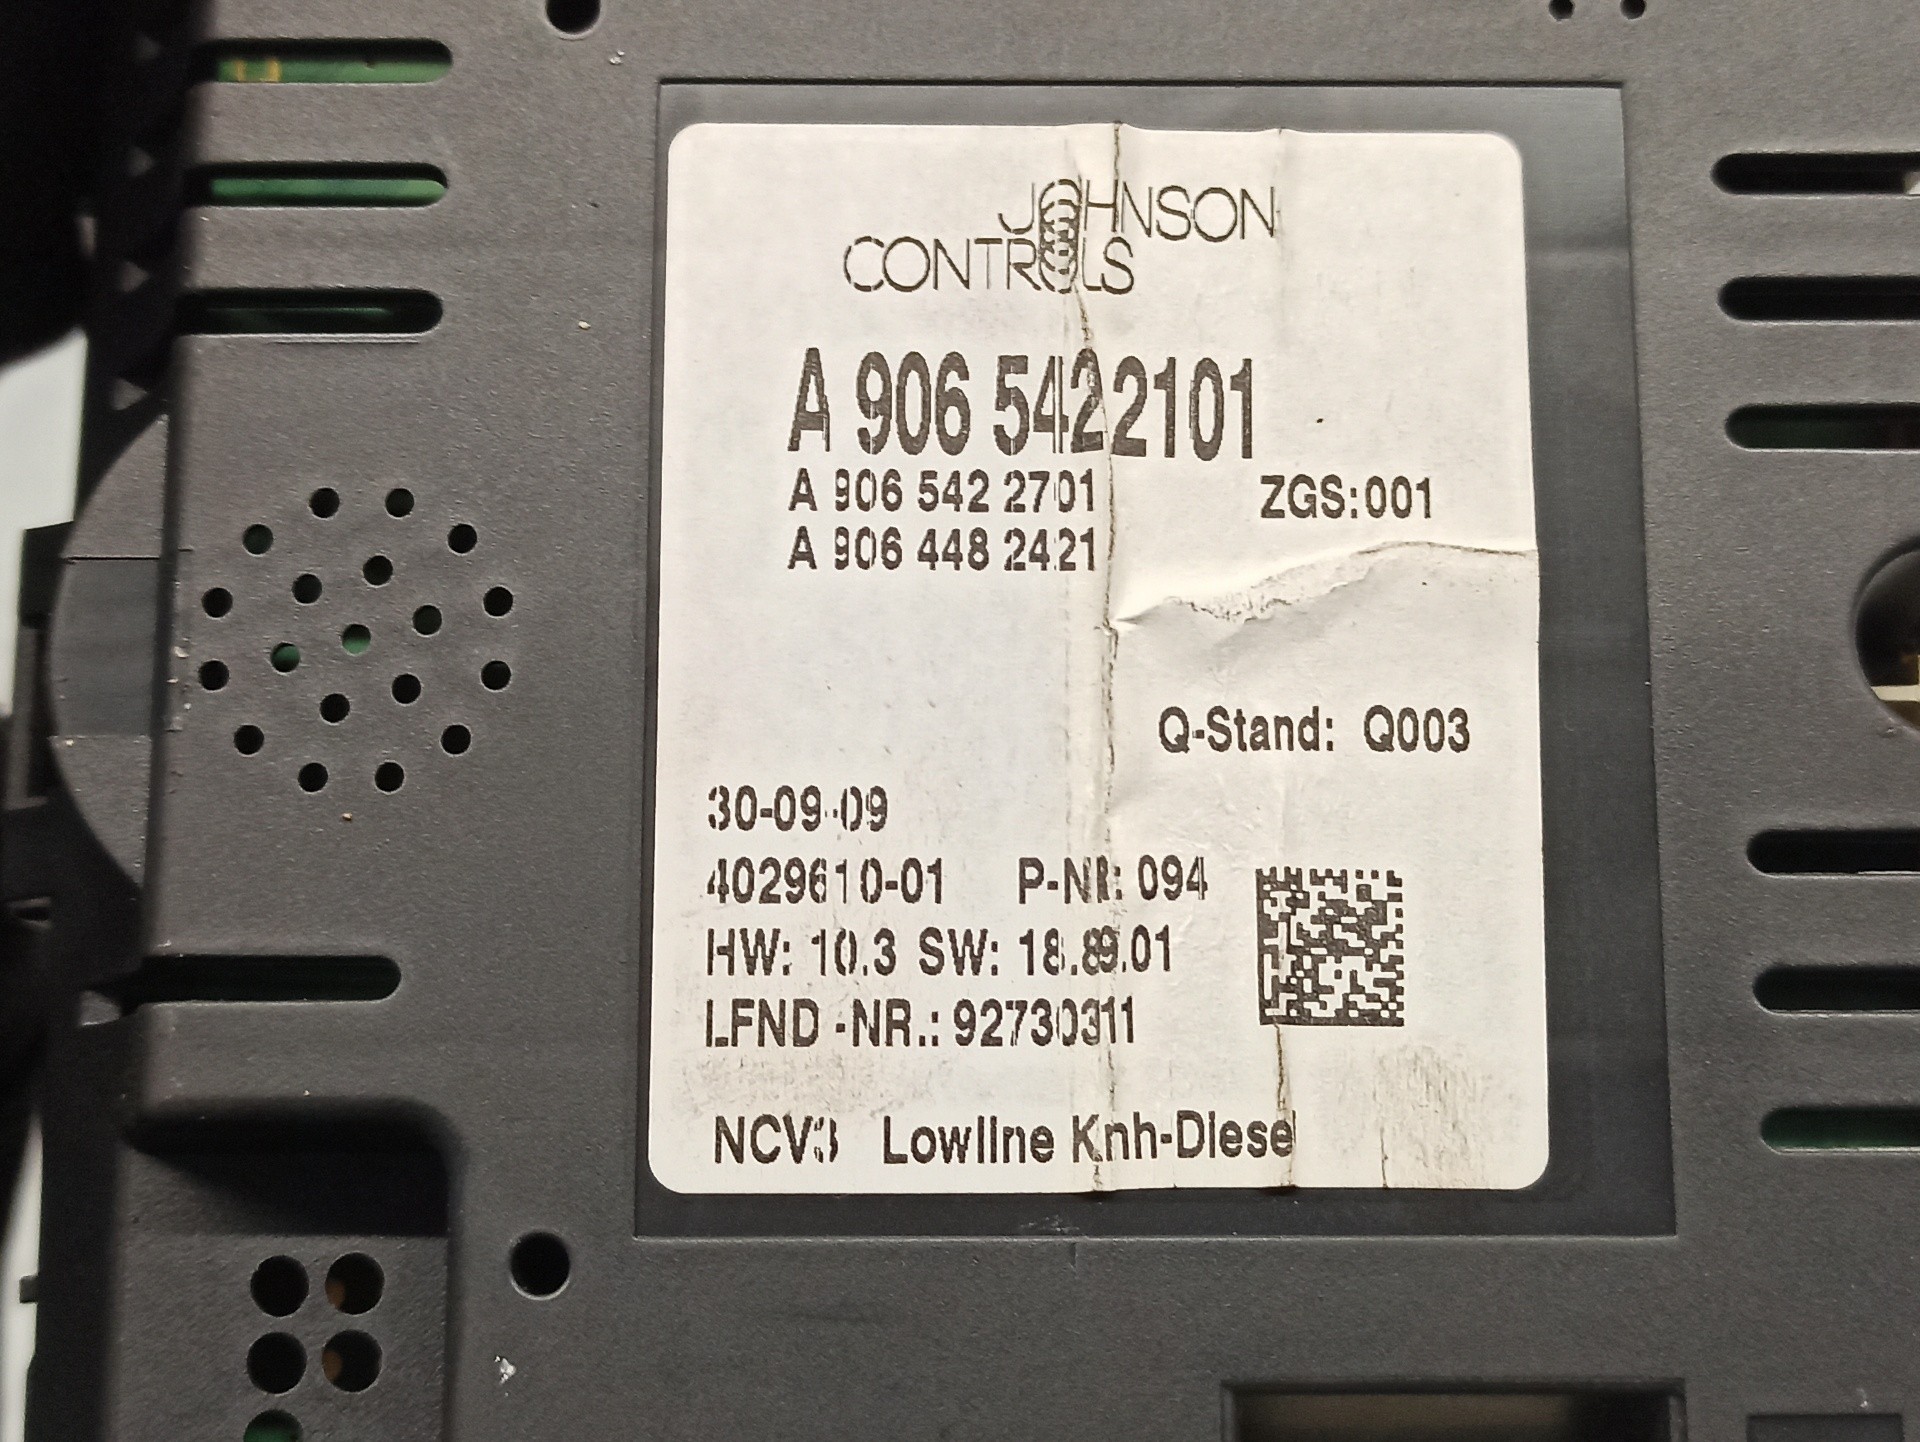 JOHNSON
CONTROLS
A 906 5422101
A 906 542 2701 ZGS:001
A 906 448 2421
Q-Stand: Q003
30-09-09
4029610-01 P-NR: 094
HW: 10.3 SW: 18.89.01
LFND-NR.: 92730311
NCV3 Lowline Kmh-Diesel